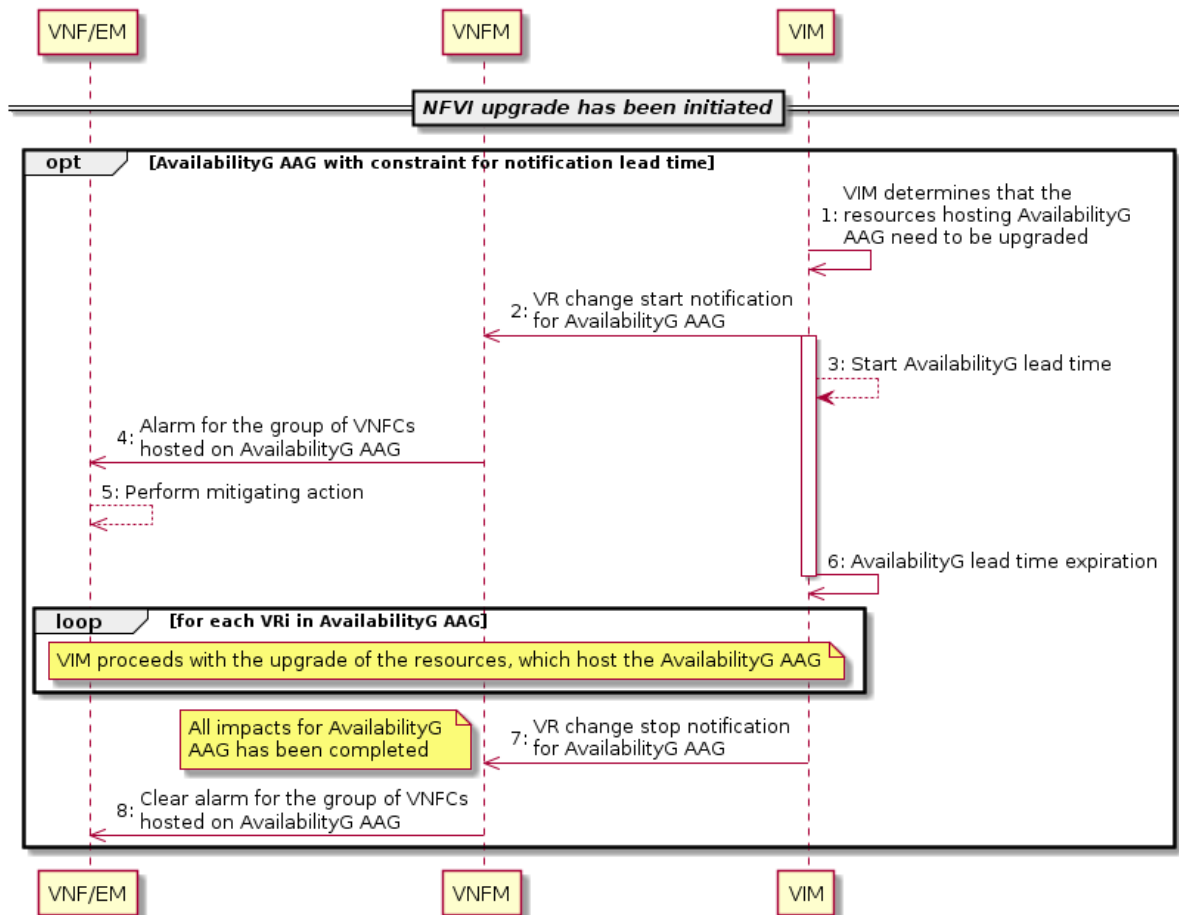 VNF/EM
VNFM
VIM
NFVI upgrade has been initiated
opt
[AvailabilityG AAG with constraint for notification lead time]
VIM determines that the
1: resources hosting AvailabilityG
AAG need to be upgraded
2: VR change start notification
for AvailabilityG AAG
3: Start AvailabilityG lead time
4: Alarm for the group of VNFCs
hosted on AvailabilityG AAG
5: Perform mitigating action
6: AvailabilityG lead time expiration
loop
[for each VRi in AvailabilityG AAG]
VIM proceeds with the upgrade of the resources, which host the AvailabilityG AAG
All impacts for AvailabilityG
AAG has been completed
7: VR change stop notification
for AvailabilityG AAG
8: Clear alarm for the group of VNFCs
hosted on AvailabilityG AAG
VNF/EM
VNFM
VIM